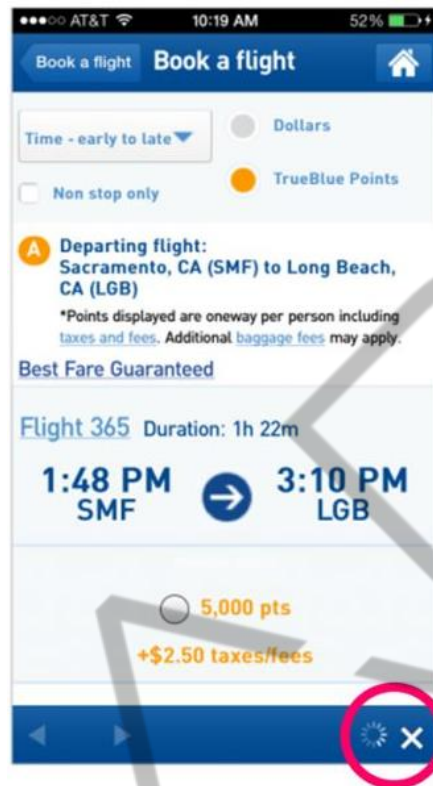 AT&T 10:19 AM 52%
Book a flight Book a flight
Time - early to late
Dollars
TrueBlue Points
Non stop only
A Departing flight:
Sacramento, CA (SMF) to Long Beach,
CA (LGB)
*Points displayed are oneway per person including
taxes and fees. Additional baggage fees may apply.
Best Fare Guaranteed
Flight 365 Duration: 1h 22m
1:48 PM 3:10 PM
SMF LGB
5,000 pts
+$2.50 taxes/fees